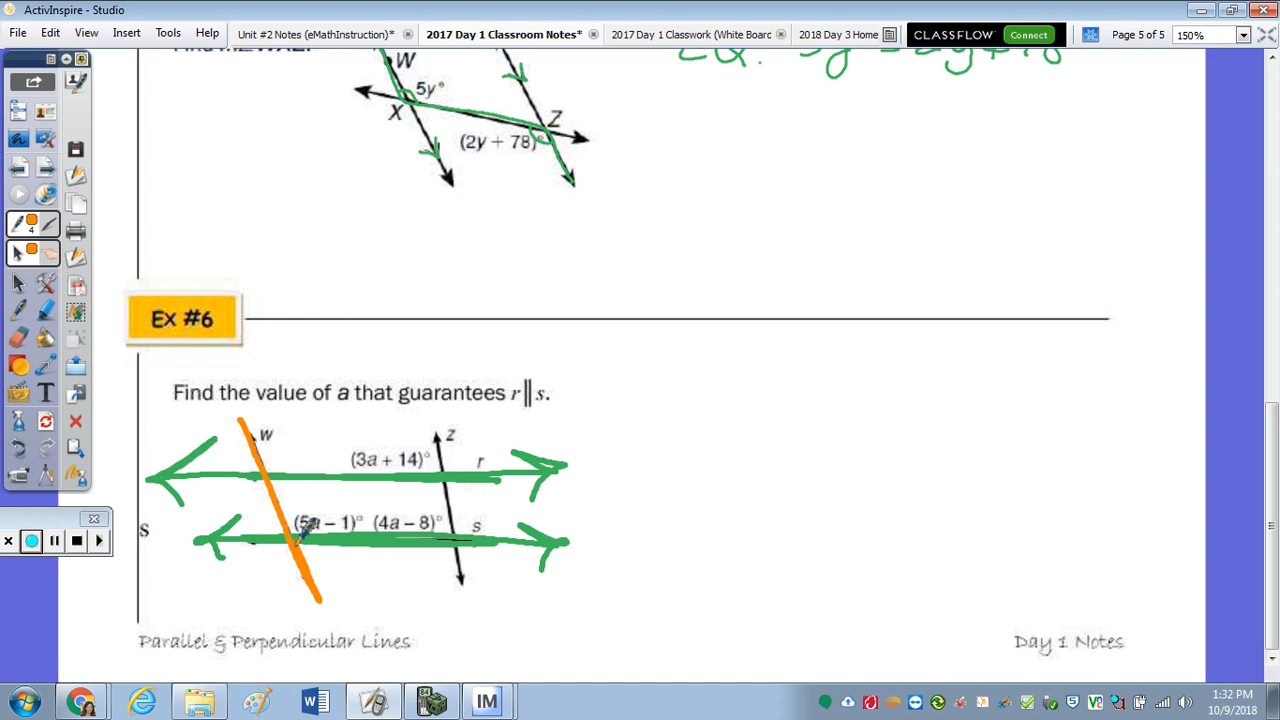 ActivInspire - Studio
File Edit View Insert Tools Help
Unit #2 Notes (eMathInstruction)*
2017 Day 1 Classroom Notes*
2017 Day 1 Classwork (White Board
2018 Day 3 Home
CLASSFLOW Connect
Page 5 of 5
150%
W
5y°
X
Z
(2y + 78)°
4
Ex #6
Find the value of a that guarantees r ∥ s.
w
z
(3a + 14)°
r
(5a – 1)° (4a – 8)°
s
S
Parallel & Perpendicular Lines
Day 1 Notes
IM
1:32 PM
10/9/2018